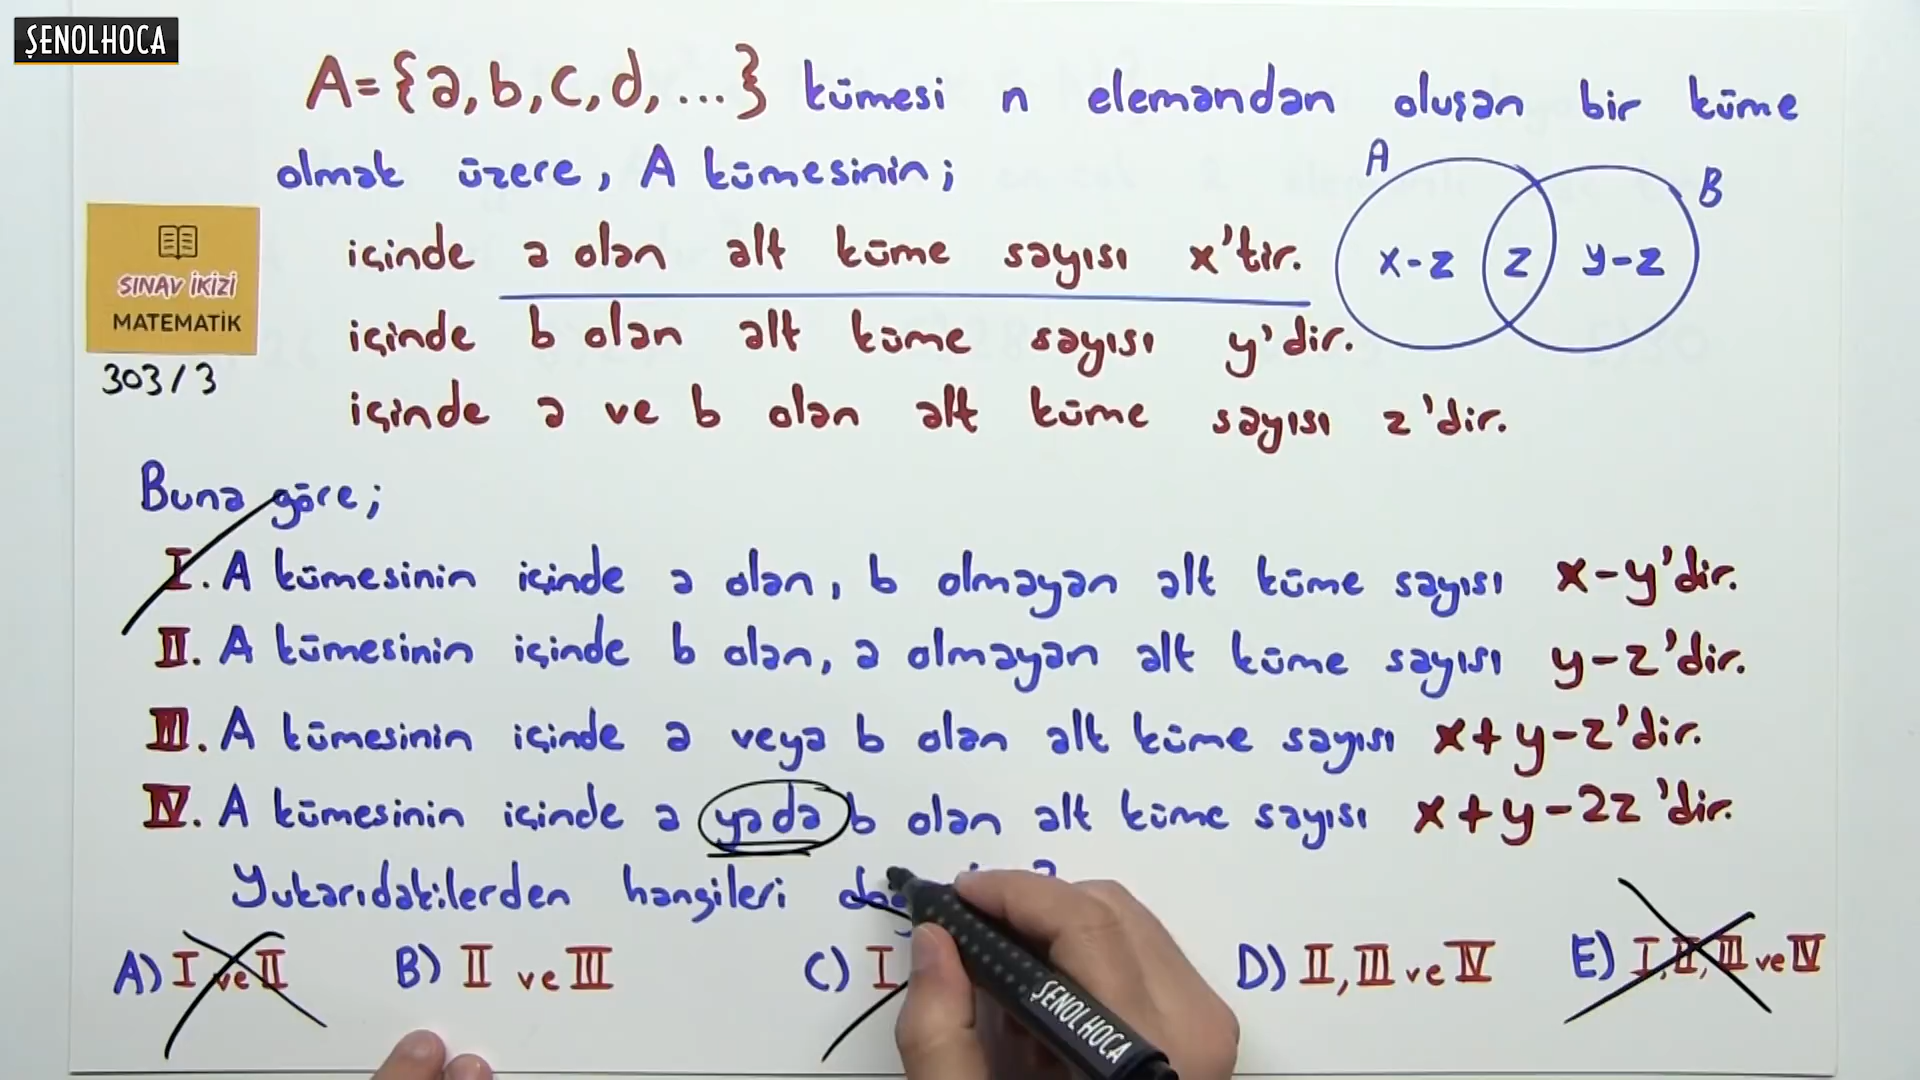 ŞENOLHOCA
A={a,b,c,d,...} kümesi n elemandan oluşan bir küme
olmak üzere, A kümesinin;
A
B
x-z z y-z
içinde a olan alt küme sayısı x'tir.
içinde b olan alt küme sayısı y'dir.
içinde a ve b olan alt küme sayısı z'dir.
SINAV İKİZİ
MATEMATİK
303/3
Buna göre;
I. A kümesinin içinde a olan, b olmayan alt küme sayısı x-y'dir.
II. A kümesinin içinde b olan, a olmayan alt küme sayısı y-z'dir.
III. A kümesinin içinde a veya b olan alt küme sayısı x+y-z'dir.
IV. A kümesinin içinde a yada b olan alt küme sayısı x+y-2z'dir.
Yukarıdakilerden hangileri
A) I ve II B) II ve III C) I D) II, III ve IV E) I, II, III ve IV
ŞENOLHOCA